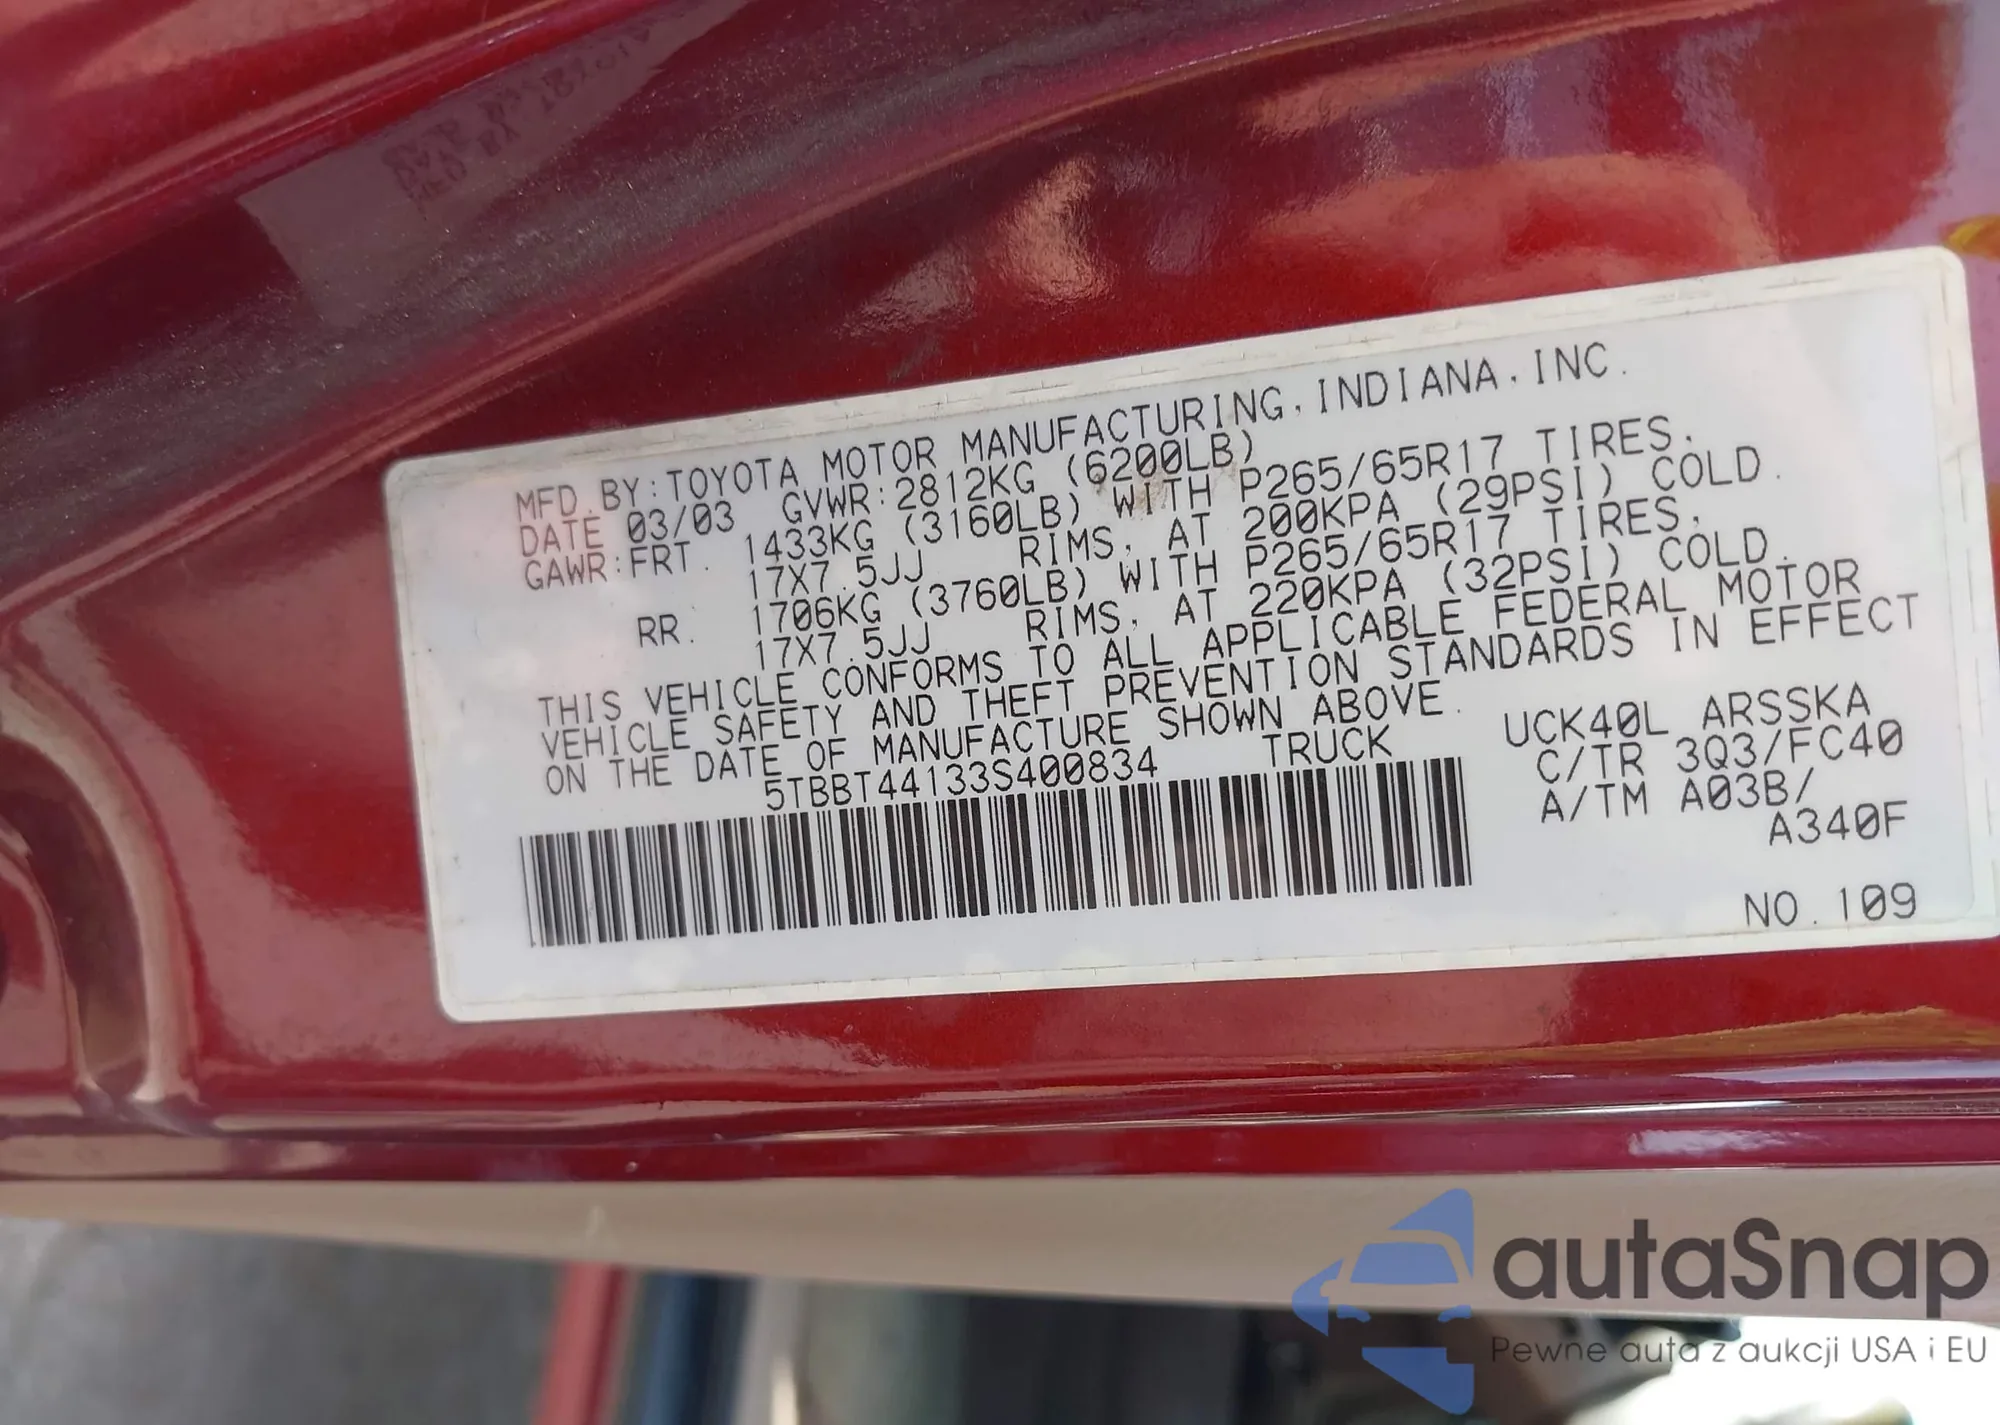 MFD.BY:TOYOTA MOTOR MANUFACTURING,INDIANA,INC.
DATE 03/03 GVWR:2812KG (6200LB)
GAWR:FRT. 1433KG (3160LB) WITH P265/65R17 TIRES,
17X7.5JJ RIMS, AT 200KPA (29PSI) COLD.
RR. 1706KG (3760LB) WITH P265/65R17 TIRES,
17X7.5JJ RIMS, AT 220KPA (32PSI) COLD.
THIS VEHICLE CONFORMS TO ALL APPLICABLE FEDERAL MOTOR
VEHICLE SAFETY AND THEFT PREVENTION STANDARDS IN EFFECT
ON THE DATE OF MANUFACTURE SHOWN ABOVE.
5TBBT44133S400834 TRUCK
UCK40L ARSSKA
C/TR 3Q3/FC40
A/TM A03B/
A340F
NO.109
autaSnap
Pewne auta z aukcji USA i EU